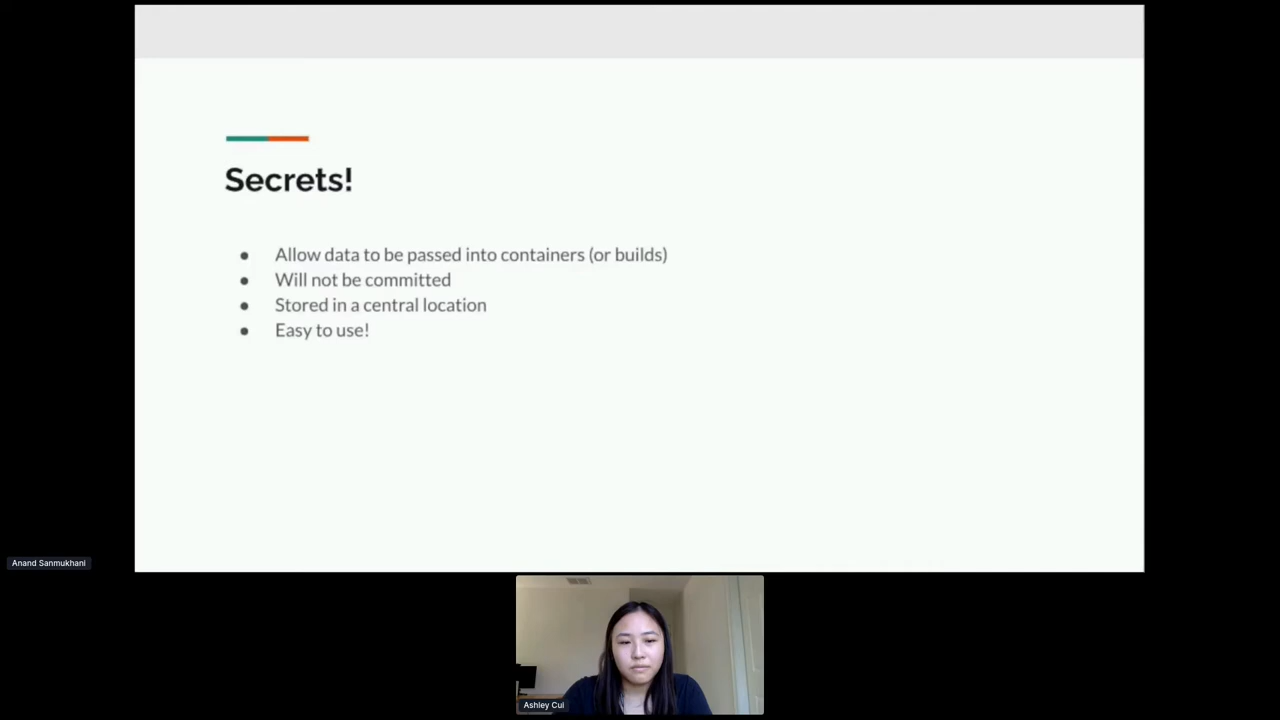 Secrets!
Allow data to be passed into containers (or builds)
Will not be committed
Stored in a central location
Easy to use!
Anand Sanmukhani
Ashley Cui